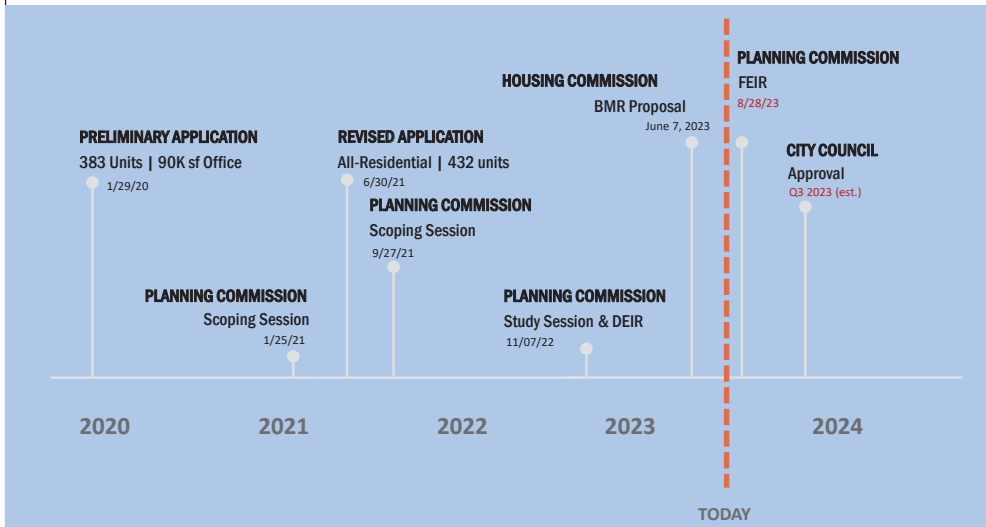 PRELIMINARY APPLICATION
383 Units | 90K sf Office
1/29/20
PLANNING COMMISSION
Scoping Session
1/25/21
REVISED APPLICATION
All-Residential | 432 units
6/30/21
PLANNING COMMISSION
Scoping Session
9/27/21
PLANNING COMMISSION
Study Session & DEIR
11/07/22
HOUSING COMMISSION
BMR Proposal
June 7, 2023
PLANNING COMMISSION
FEIR
8/28/23
CITY COUNCIL
Approval
Q3 2023 (est.)
2020
2021
2022
2023
2024
TODAY